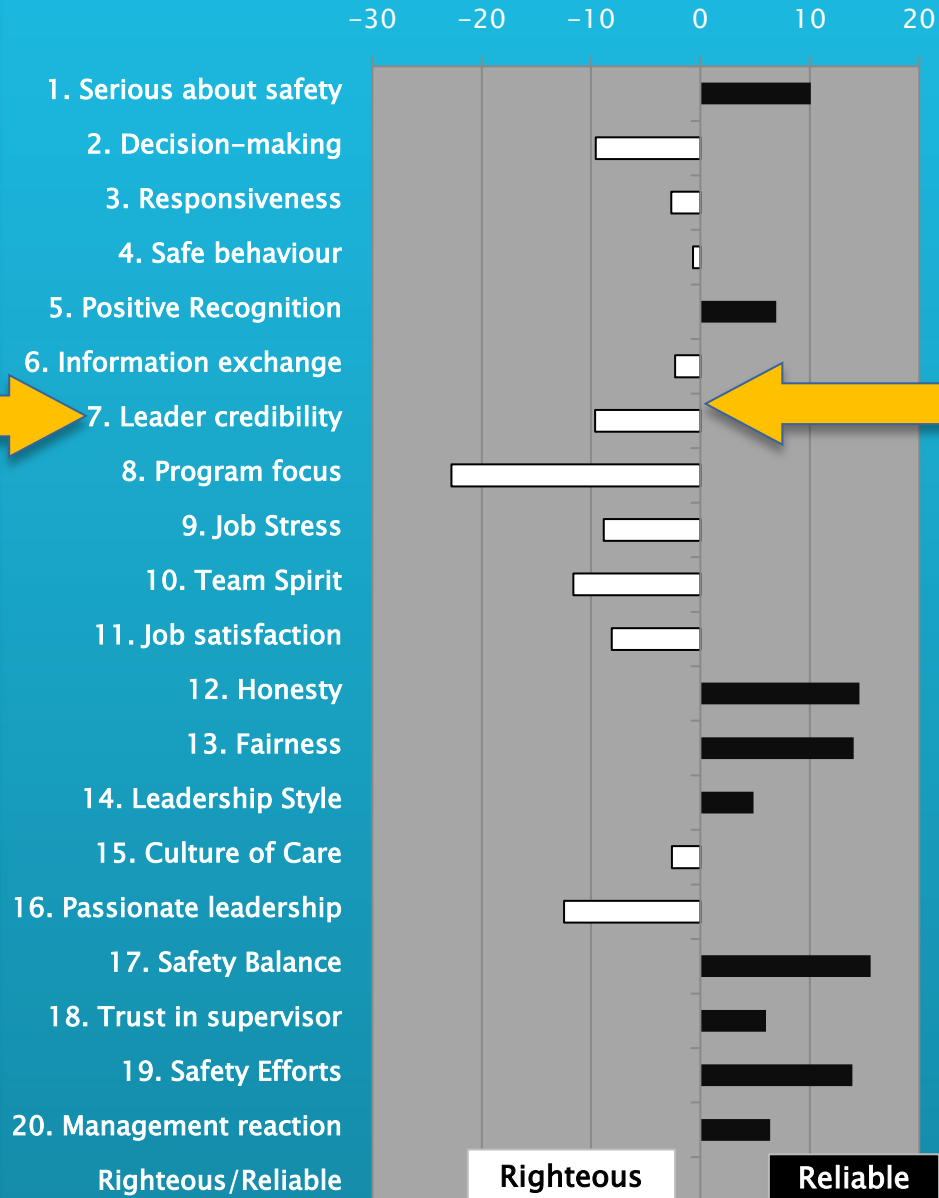 -30 -20 -10 0 10 20
1. Serious about safety
2. Decision-making
3. Responsiveness
4. Safe behaviour
5. Positive Recognition
6. Information exchange
7. Leader credibility
8. Program focus
9. Job Stress
10. Team Spirit
11. Job satisfaction
12. Honesty
13. Fairness
14. Leadership Style
15. Culture of Care
16. Passionate leadership
17. Safety Balance
18. Trust in supervisor
19. Safety Efforts
20. Management reaction
Righteous/Reliable Righteous Reliable